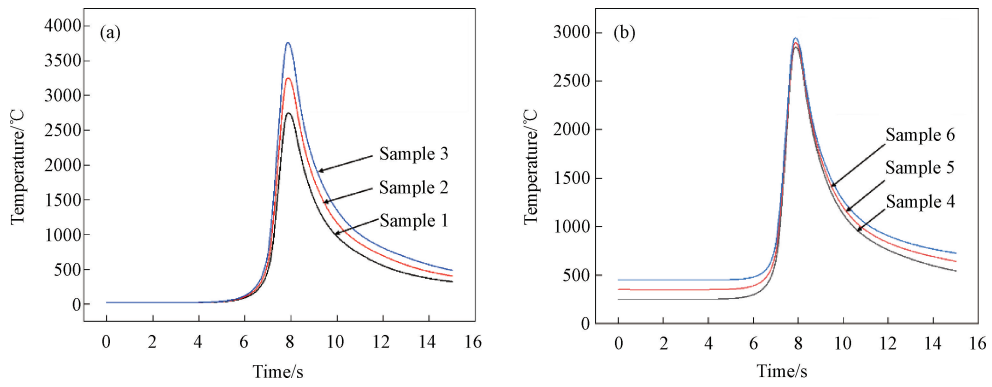 (a)
4000
3500
3000
2500
2000
1500
1000
500
0
Temperature/℃
Sample 3
Sample 2
Sample 1
0 2 4 6 8 10 12 14 16
Time/s
(b)
3000
2500
2000
1500
1000
500
0
Temperature/℃
Sample 6
Sample 5
Sample 4
0 2 4 6 8 10 12 14 16
Time/s